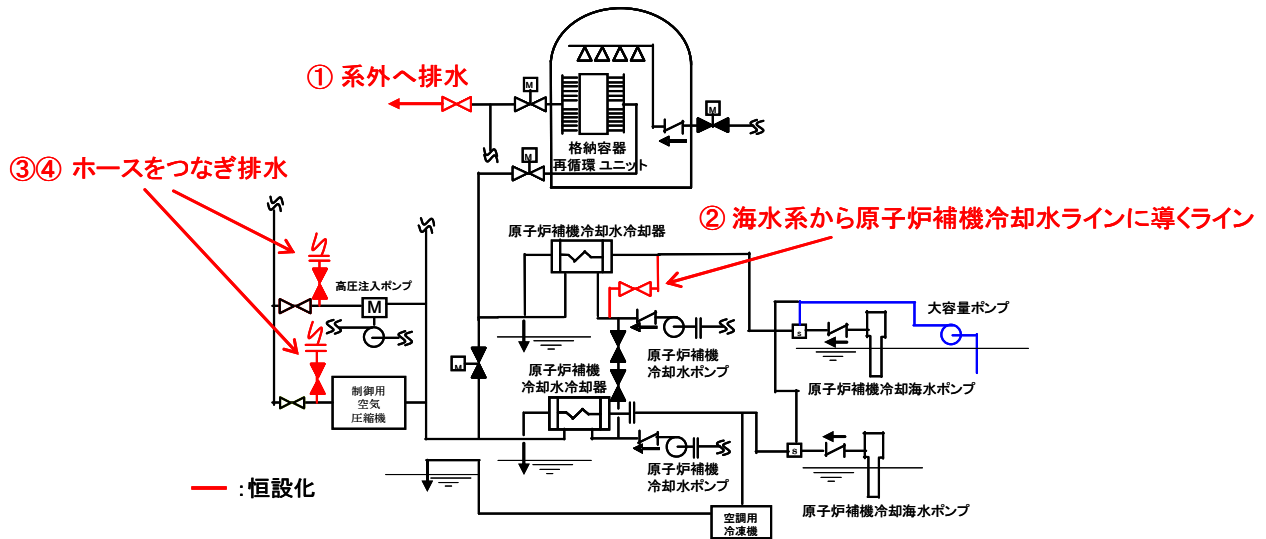 M
① 系外へ排水
M
格納容器
再循環 ユニット
M
③④ ホースをつなぎ排水
② 海水系から原子炉補機冷却水ラインに導くライン
原子炉補機冷却水冷却器
高圧注入ポンプ
M
大容量ポンプ
S
原子炉補機
冷却水ポンプ
原子炉補機冷却海水ポンプ
M
原子炉補機
冷却水冷却器
制御用
空気
圧縮機
S
原子炉補機
冷却水ポンプ
:恒設化
原子炉補機冷却海水ポンプ
空調用
冷凍機